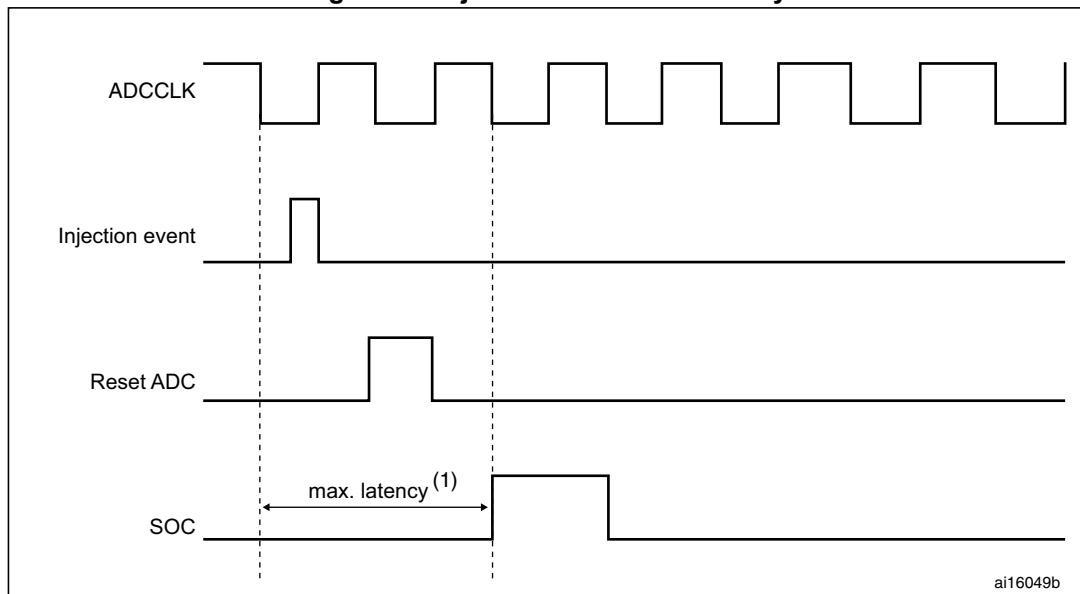 ADCCLK
Injection event
Reset ADC
max. latency (1)
SOC
ai16049b